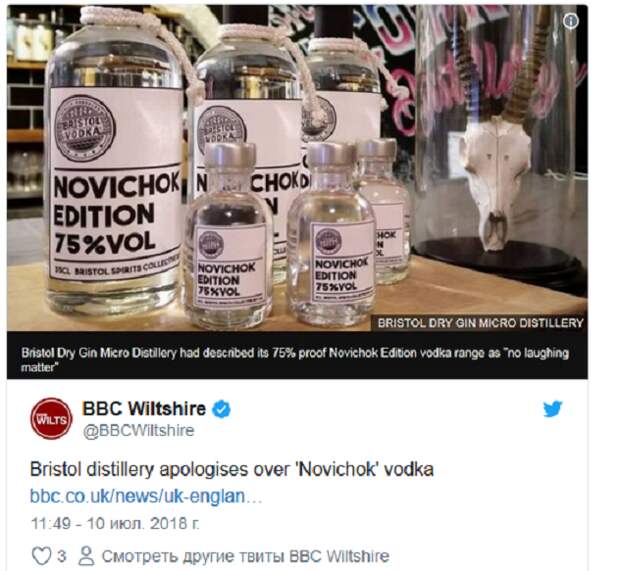 BRISTOL
VODKA
NOVICHOK
EDITION
75%VOL
35CL BRISTOL SPIRITS COLLECTIVE
NOVICHOK
EDITION
75%VOL
NOVICHOK
EDITION
75%VOL
BRISTOL DRY GIN MICRO DISTILLERY
Bristol Dry Gin Micro Distillery had described its 75% proof Novichok Edition vodka range as "no laughing
matter"
WILTS
BBC Wiltshire
@BBCWiltshire
Bristol distillery apologises over 'Novichok' vodka
bbc.co.uk/news/uk-englan…
11:49 - 10 июл. 2018 г.
3 Смотреть другие твиты BBC Wiltshire